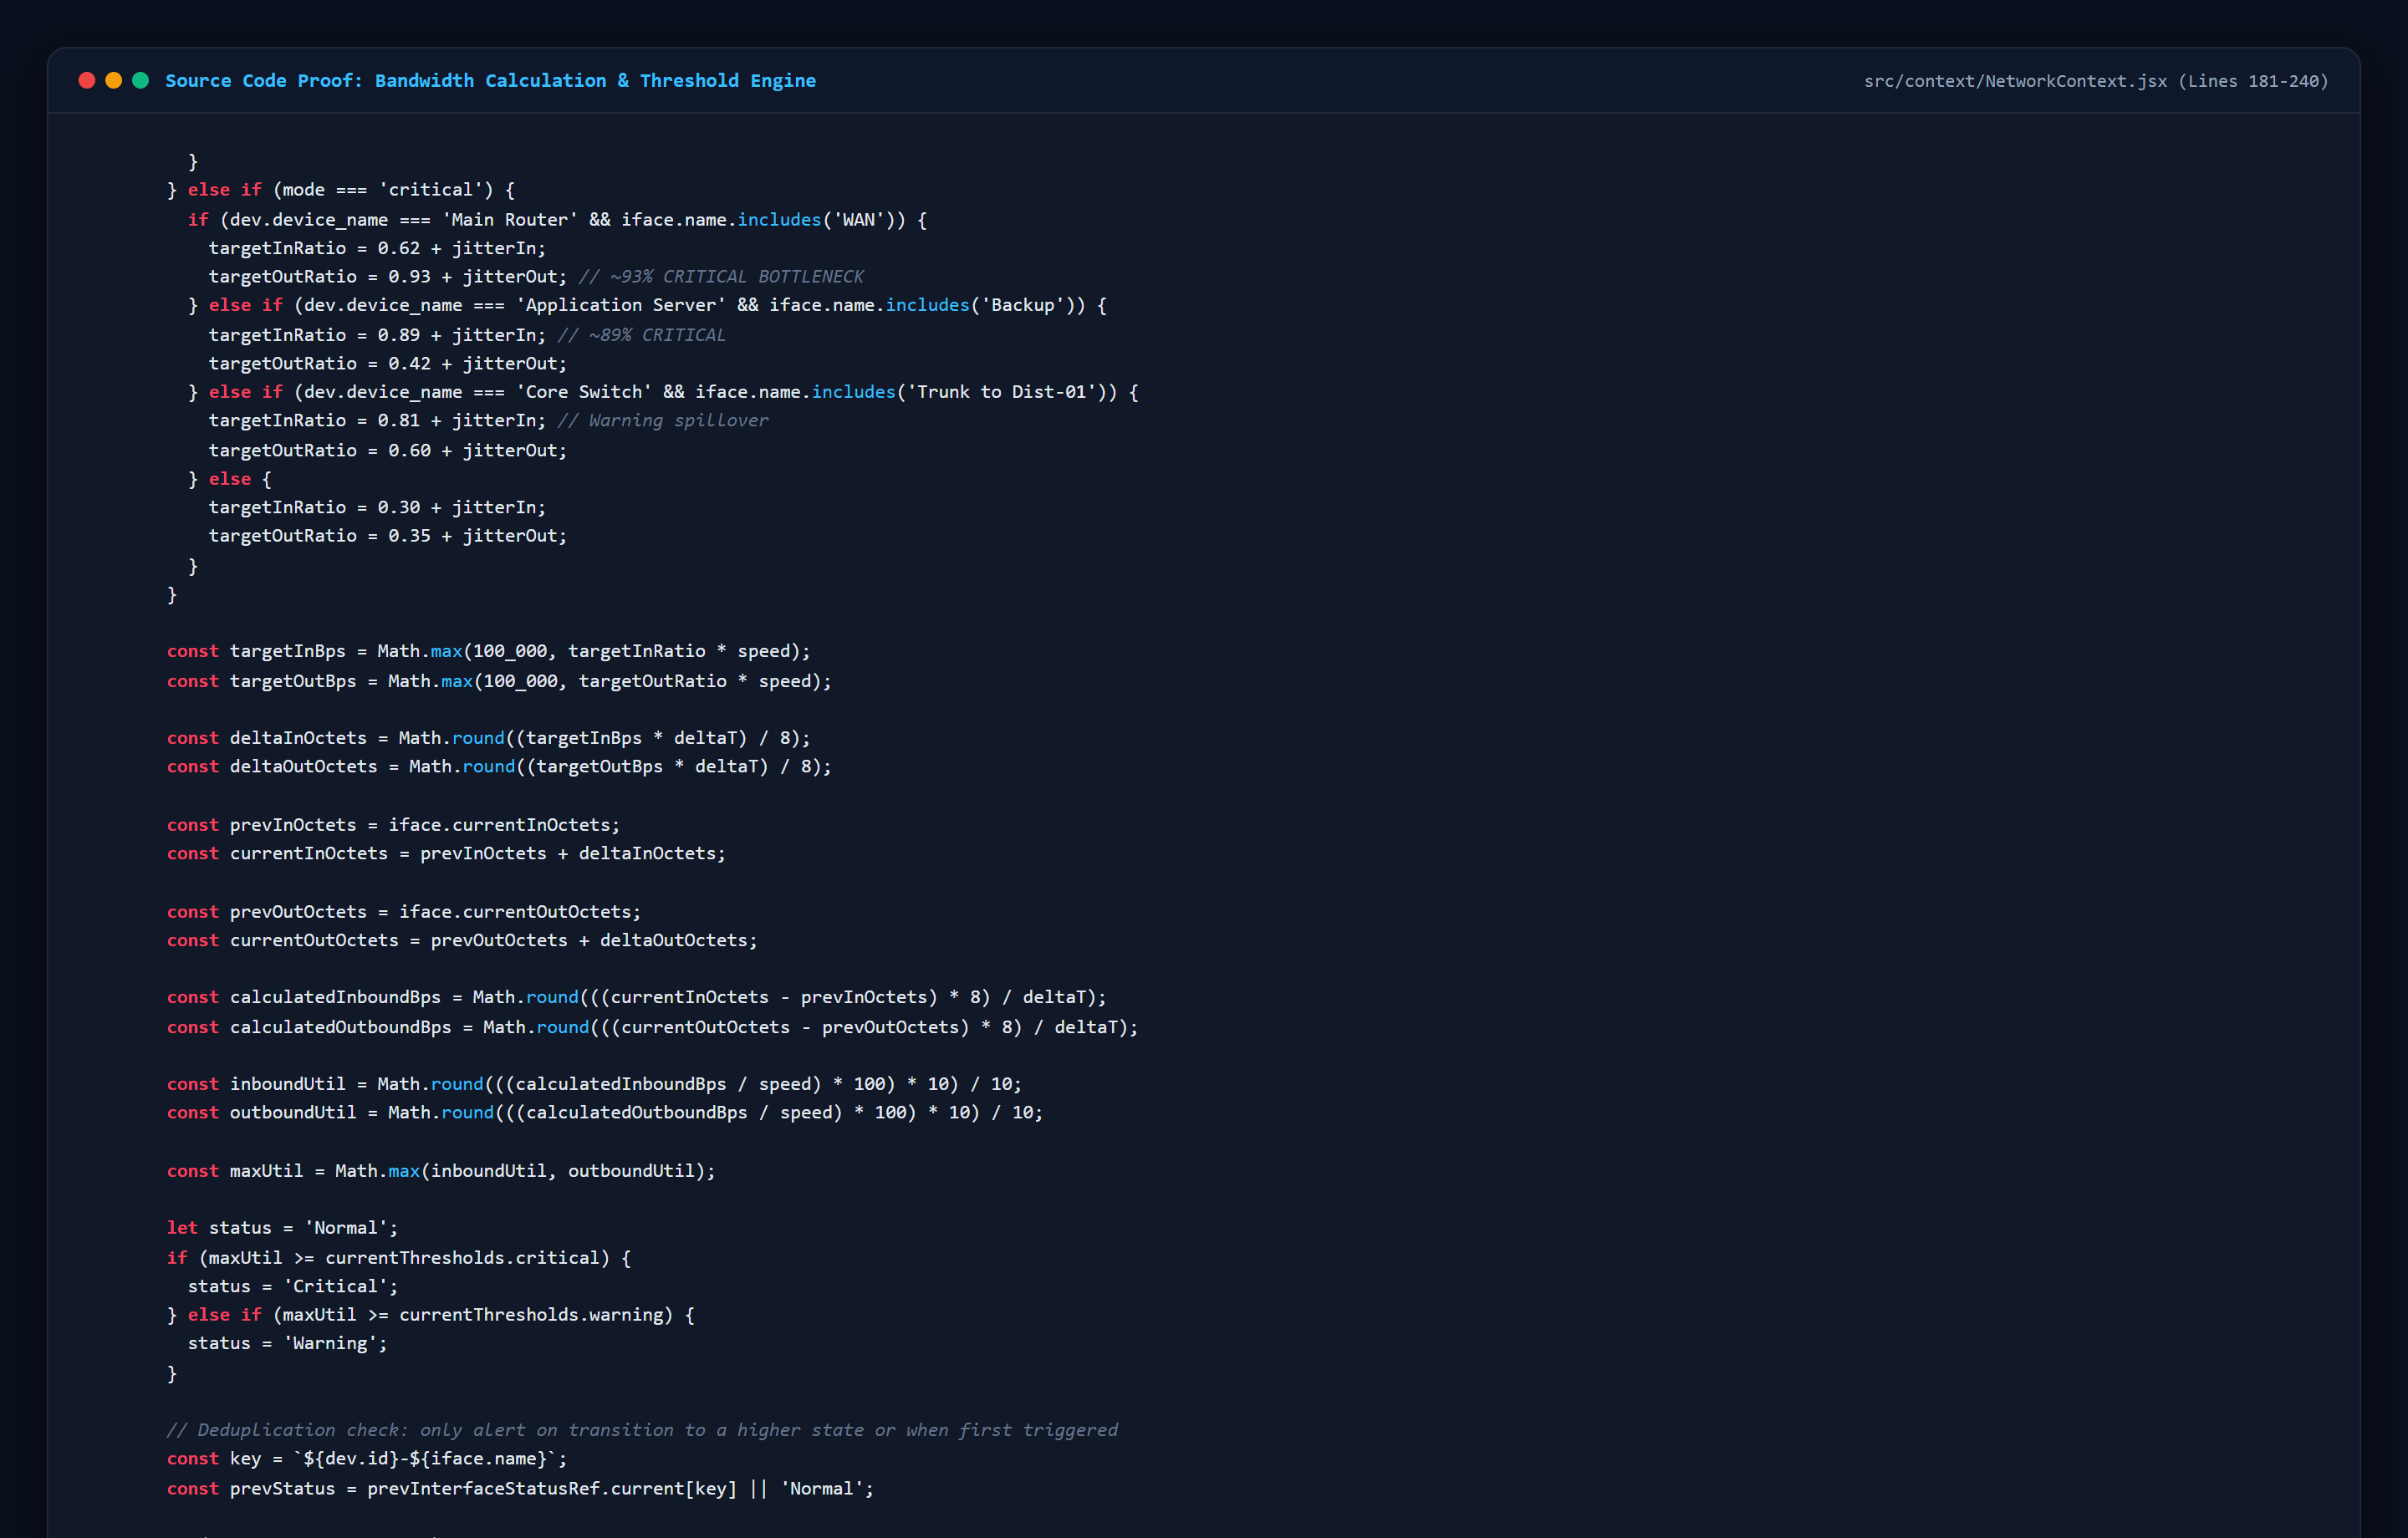 Source Code Proof: Bandwidth Calculation & Threshold Engine
src/context/NetworkContext.jsx (Lines 181-240)
}
} else if (mode === 'critical') {
if (dev.device_name === 'Main Router' && iface.name.includes('WAN')) {
targetInRatio = 0.62 + jitterIn;
targetOutRatio = 0.93 + jitterOut; // ~93% CRITICAL BOTTLENECK
} else if (dev.device_name === 'Application Server' && iface.name.includes('Backup')) {
targetInRatio = 0.89 + jitterIn; // ~89% CRITICAL
targetOutRatio = 0.42 + jitterOut;
} else if (dev.device_name === 'Core Switch' && iface.name.includes('Trunk to Dist-01')) {
targetInRatio = 0.81 + jitterIn; // Warning spillover
targetOutRatio = 0.60 + jitterOut;
} else {
targetInRatio = 0.30 + jitterIn;
targetOutRatio = 0.35 + jitterOut;
}
}
const targetInBps = Math.max(100_000, targetInRatio * speed);
const targetOutBps = Math.max(100_000, targetOutRatio * speed);
const deltaInOctets = Math.round((targetInBps * deltaT) / 8);
const deltaOutOctets = Math.round((targetOutBps * deltaT) / 8);
const prevInOctets = iface.currentInOctets;
const currentInOctets = prevInOctets + deltaInOctets;
const prevOutOctets = iface.currentOutOctets;
const currentOutOctets = prevOutOctets + deltaOutOctets;
const calculatedInboundBps = Math.round(((currentInOctets - prevInOctets) * 8) / deltaT);
const calculatedOutboundBps = Math.round(((currentOutOctets - prevOutOctets) * 8) / deltaT);
const inboundUtil = Math.round(((calculatedInboundBps / speed) * 100) * 10) / 10;
const outboundUtil = Math.round(((calculatedOutboundBps / speed) * 100) * 10) / 10;
const maxUtil = Math.max(inboundUtil, outboundUtil);
let status = 'Normal';
if (maxUtil >= currentThresholds.critical) {
status = 'Critical';
} else if (maxUtil >= currentThresholds.warning) {
status = 'Warning';
}
// Deduplication check: only alert on transition to a higher state or when first triggered
const key = `${dev.id}-${iface.name}`;
const prevStatus = prevInterfaceStatusRef.current[key] || 'Normal';